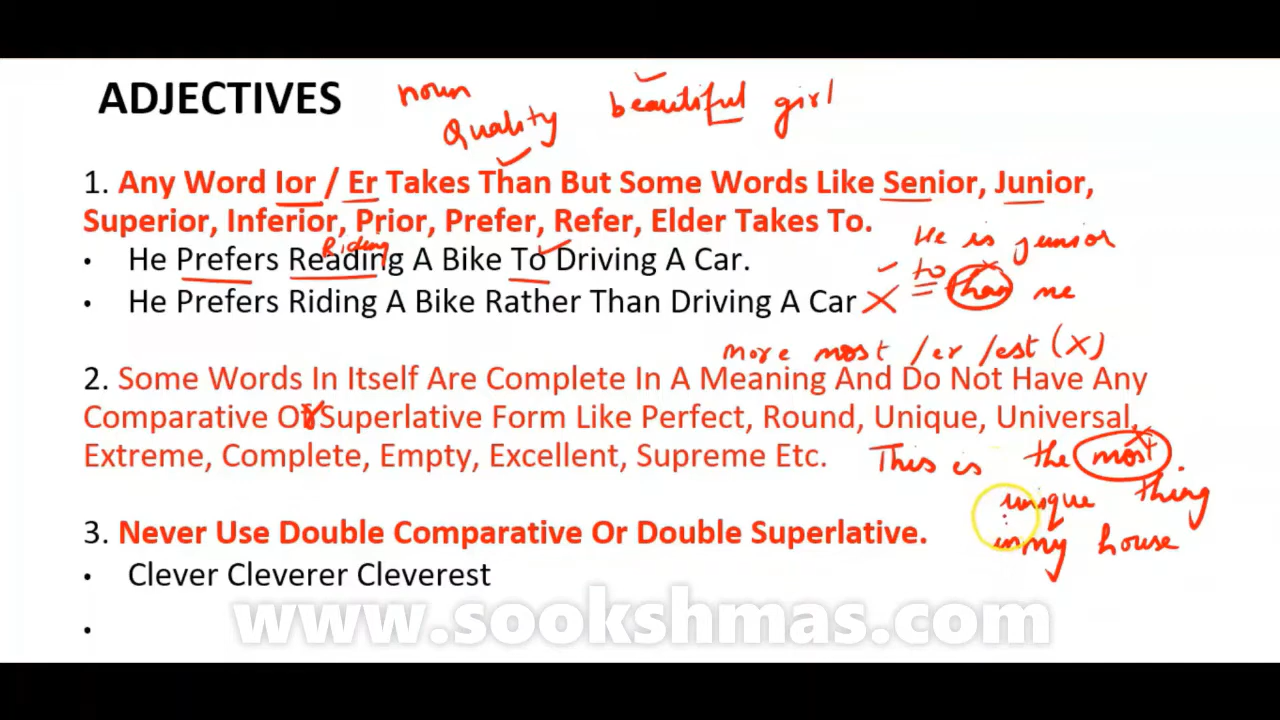 ADJECTIVES
noun
Quality
beautiful girl
1. Any Word Ior / Er Takes Than But Some Words Like Senior, Junior,
Superior, Inferior, Prior, Prefer, Refer, Elder Takes To.
Riding
• He Prefers Reading A Bike To Driving A Car.
He is junior
to than me
• He Prefers Riding A Bike Rather Than Driving A Car X
more most /er /est (X)
2. Some Words In Itself Are Complete In A Meaning And Do Not Have Any
Comparative Or Superlative Form Like Perfect, Round, Unique, Universal,
Extreme, Complete, Empty, Excellent, Supreme Etc.
This is the most
unique thing
in my house
3. Never Use Double Comparative Or Double Superlative.
• Clever Cleverer Cleverest
•
www.sookshmas.com